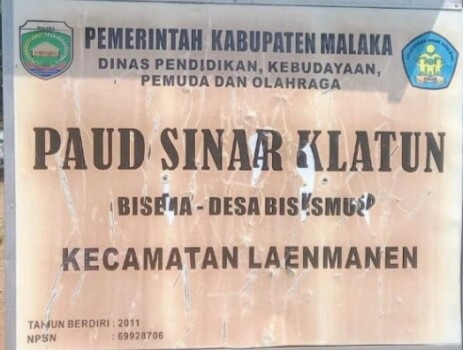 PEMERINTAH KABUPATEN MALAKA
DINAS PENDIDIKAN, KEBUDAYAAN,
PEMUDA DAN OLAHRAGA
PAUD SINAR KLATUN
- DESA
KECAMATAN LAENMANEN
TAHUN BERDIRI : 2011
NPSN : 69928706